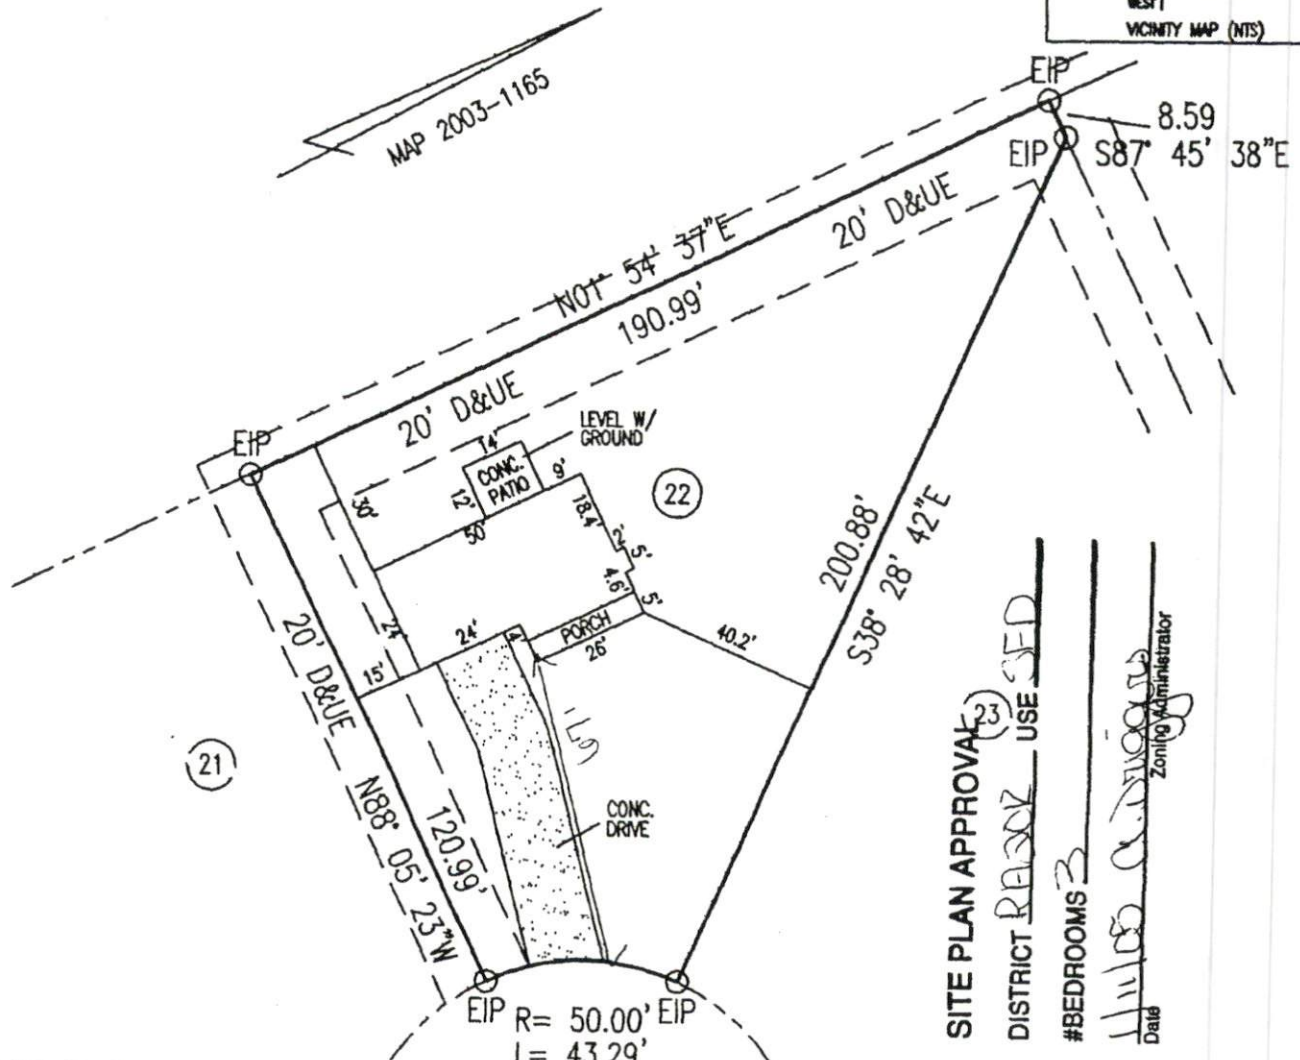 VICINITY MAP (NTS)
MAP 2003-1165
EIP
8.59
EIP
S87° 45' 38"E
20' D&UE
N01° 54' 37"E
190.99'
20' D&UE
EIP
LEVEL W/
GROUND
14'
CONC.
PATIO
12'
9'
22
30'
50'
18.4'
2'
5'
4.6'
5'
200.88'
S38° 28' 42"E
24'
24'
4'
PORCH
26'
40.2'
15'
20' D&UE
21
23
67'
CONC.
DRIVE
N88° 05' 23"W
120.99'
EIP
EIP
R= 50.00'
L= 43.29'
SITE PLAN APPROVAL
DISTRICT RA20R USE SFD
#BEDROOMS 3
Date
Zoning Administrator